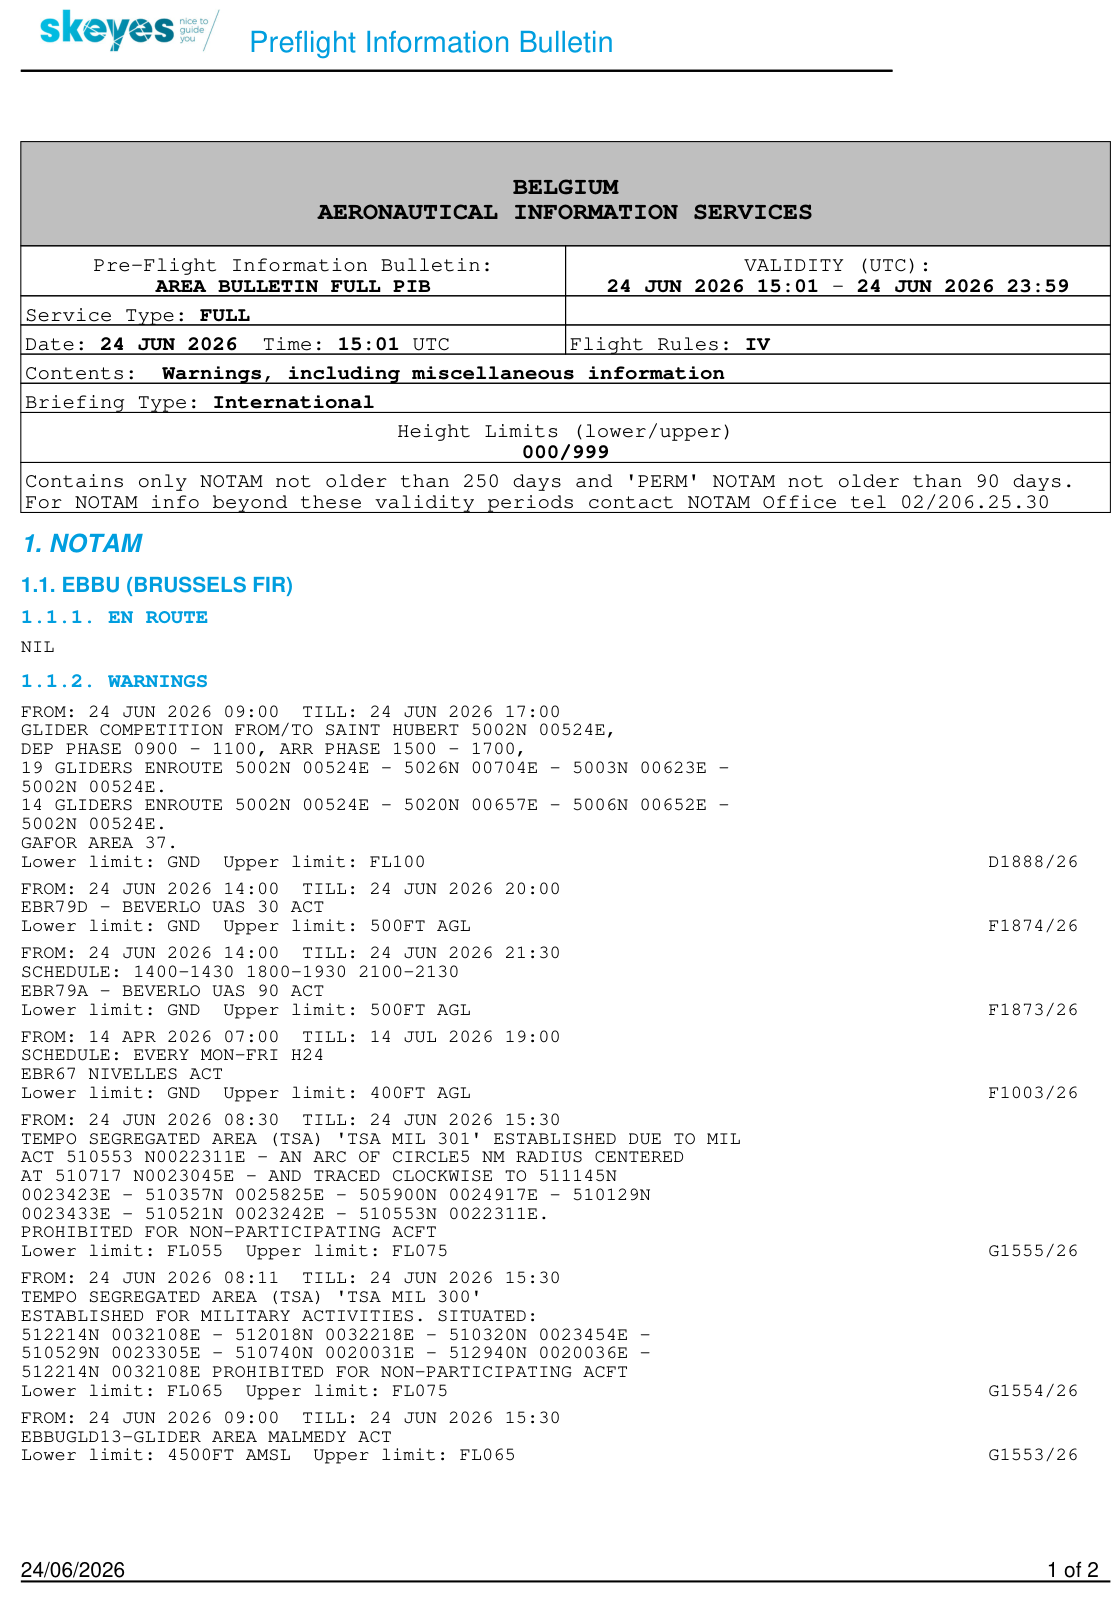 skeyes nice to guide you
Preflight Information Bulletin
BELGIUM
AERONAUTICAL INFORMATION SERVICES
Pre-Flight Information Bulletin:
AREA BULLETIN FULL PIB
VALIDITY (UTC):
24 JUN 2026 15:01 - 24 JUN 2026 23:59
Service Type: FULL
Date: 24 JUN 2026  Time: 15:01 UTC
Flight Rules: IV
Contents:  Warnings, including miscellaneous information
Briefing Type: International
Height Limits (lower/upper)
000/999
Contains only NOTAM not older than 250 days and 'PERM' NOTAM not older than 90 days.
For NOTAM info beyond these validity periods contact NOTAM Office tel 02/206.25.30
1. NOTAM
1.1. EBBU (BRUSSELS FIR)
1.1.1. EN ROUTE
NIL
1.1.2. WARNINGS
FROM: 24 JUN 2026 09:00  TILL: 24 JUN 2026 17:00
GLIDER COMPETITION FROM/TO SAINT HUBERT 5002N 00524E,
DEP PHASE 0900 - 1100, ARR PHASE 1500 - 1700,
19 GLIDERS ENROUTE 5002N 00524E - 5026N 00704E - 5003N 00623E -
5002N 00524E.
14 GLIDERS ENROUTE 5002N 00524E - 5020N 00657E - 5006N 00652E -
5002N 00524E.
GAFOR AREA 37.
Lower limit: GND  Upper limit: FL100 D1888/26
FROM: 24 JUN 2026 14:00  TILL: 24 JUN 2026 20:00
EBR79D - BEVERLO UAS 30 ACT
Lower limit: GND  Upper limit: 500FT AGL F1874/26
FROM: 24 JUN 2026 14:00  TILL: 24 JUN 2026 21:30
SCHEDULE: 1400-1430 1800-1930 2100-2130
EBR79A - BEVERLO UAS 90 ACT
Lower limit: GND  Upper limit: 500FT AGL F1873/26
FROM: 14 APR 2026 07:00  TILL: 14 JUL 2026 19:00
SCHEDULE: EVERY MON-FRI H24
EBR67 NIVELLES ACT
Lower limit: GND  Upper limit: 400FT AGL F1003/26
FROM: 24 JUN 2026 08:30  TILL: 24 JUN 2026 15:30
TEMPO SEGREGATED AREA (TSA) 'TSA MIL 301' ESTABLISHED DUE TO MIL
ACT 510553 N0022311E - AN ARC OF CIRCLE5 NM RADIUS CENTERED
AT 510717 N0023045E - AND TRACED CLOCKWISE TO 511145N
0023423E - 510357N 0025825E - 505900N 0024917E - 510129N
0023433E - 510521N 0023242E - 510553N 0022311E.
PROHIBITED FOR NON-PARTICIPATING ACFT
Lower limit: FL055  Upper limit: FL075 G1555/26
FROM: 24 JUN 2026 08:11  TILL: 24 JUN 2026 15:30
TEMPO SEGREGATED AREA (TSA) 'TSA MIL 300'
ESTABLISHED FOR MILITARY ACTIVITIES. SITUATED:
512214N 0032108E - 512018N 0032218E - 510320N 0023454E -
510529N 0023305E - 510740N 0020031E - 512940N 0020036E -
512214N 0032108E PROHIBITED FOR NON-PARTICIPATING ACFT
Lower limit: FL065  Upper limit: FL075 G1554/26
FROM: 24 JUN 2026 09:00  TILL: 24 JUN 2026 15:30
EBBUGLD13-GLIDER AREA MALMEDY ACT
Lower limit: 4500FT AMSL  Upper limit: FL065 G1553/26
24/06/2026 1 of 2